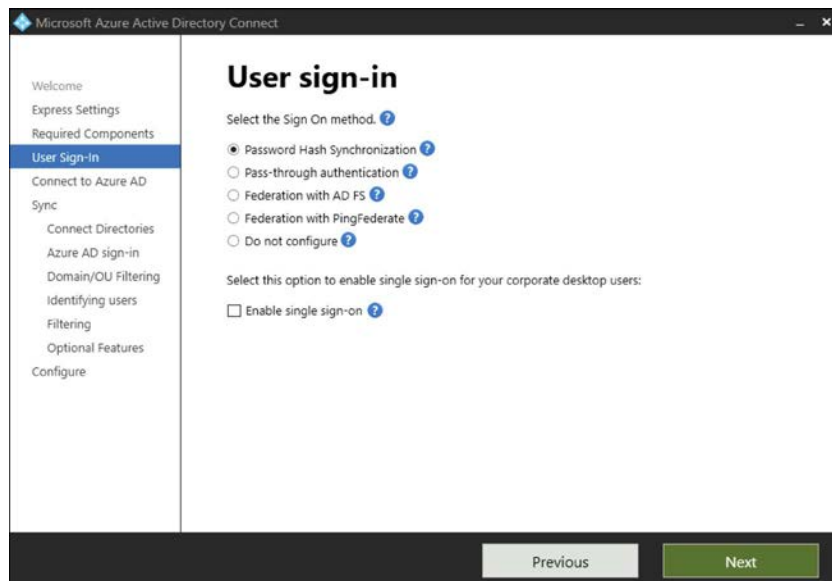 Microsoft Azure Active Directory Connect
Welcome
Express Settings
Required Components
User Sign-In
Connect to Azure AD
Sync
Connect Directories
Azure AD sign-in
Domain/OU Filtering
Identifying users
Filtering
Optional Features
Configure
User sign-in
Select the Sign On method. ?
Password Hash Synchronization ?
Pass-through authentication ?
Federation with AD FS ?
Federation with PingFederate ?
Do not configure ?
Select this option to enable single sign-on for your corporate desktop users:
Enable single sign-on ?
Previous
Next